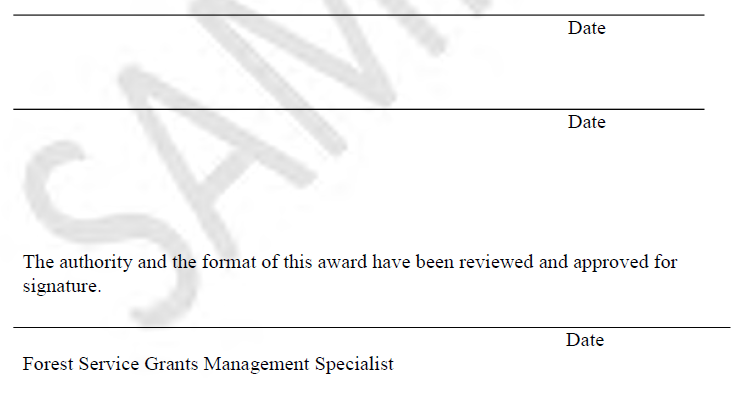 Date
Date
The authority and the format of this award have been reviewed and approved for
signature.
Date
Forest Service Grants Management Specialist